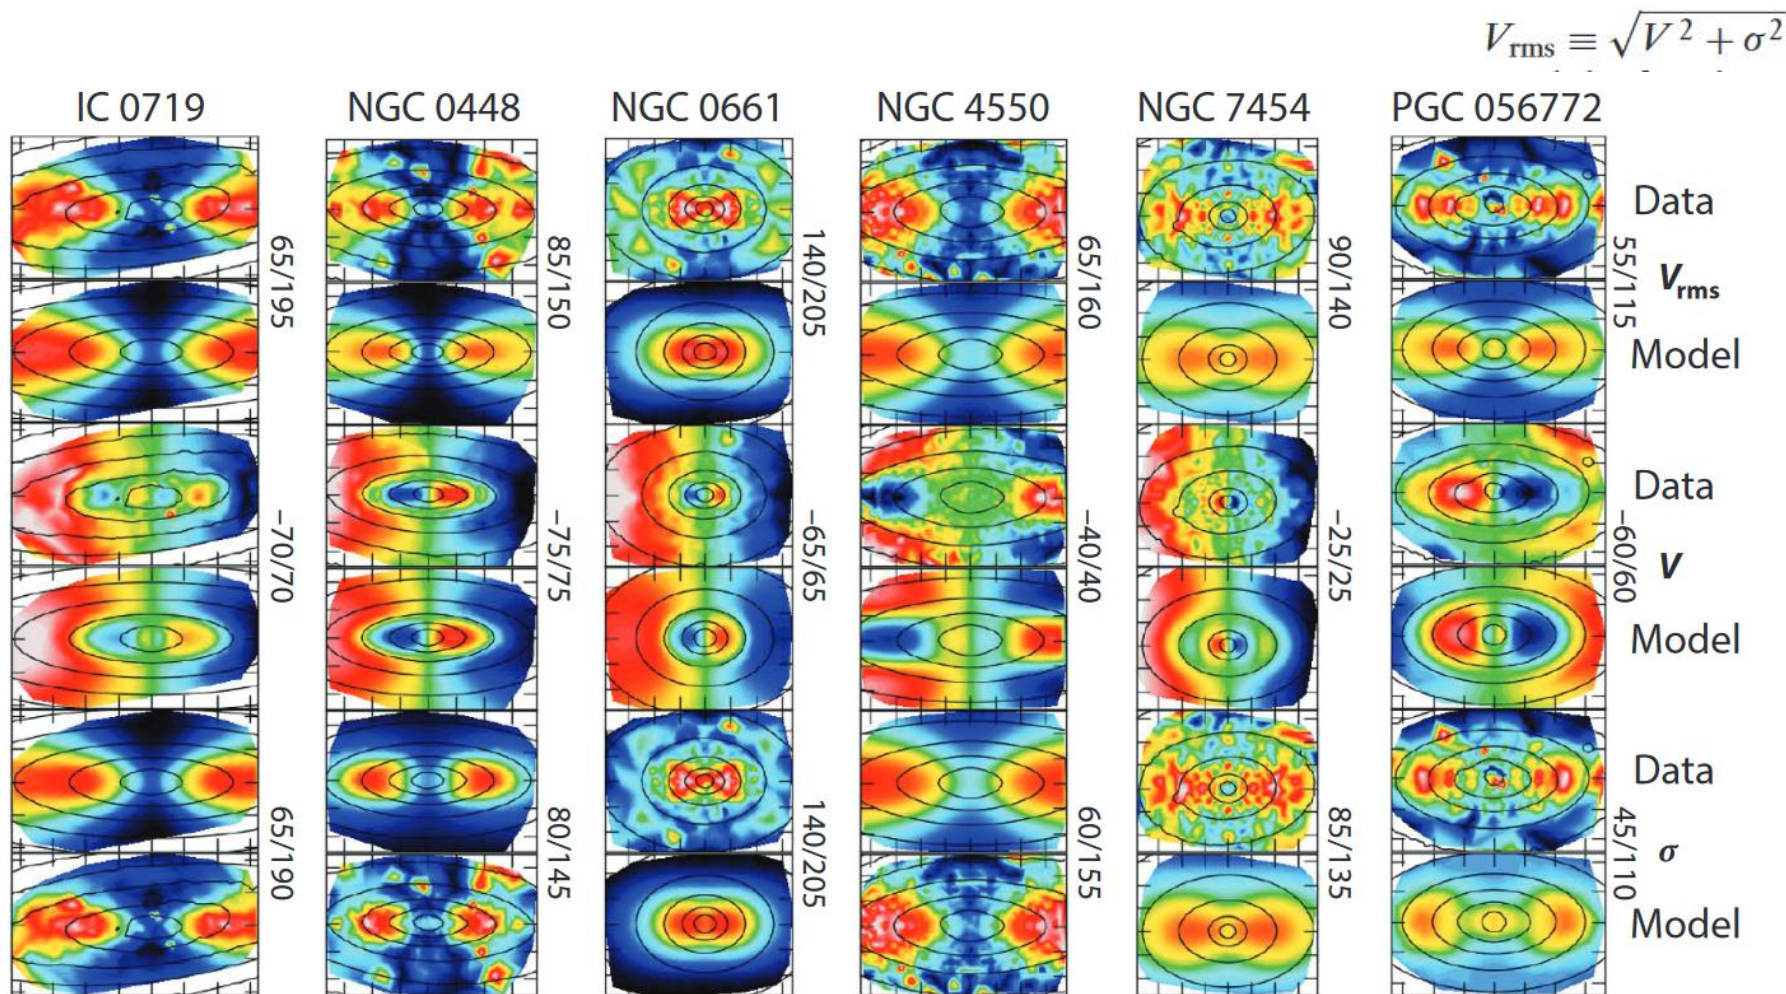 V_rms ≡ √V² + σ²
IC 0719 NGC 0448 NGC 0661 NGC 4550 NGC 7454 PGC 056772
Data
65/195 85/150 140/205 65/160 90/140 55/115
V_rms
Model
Data
−70/70 −75/75 −65/65 −40/40 −25/25 −60/60
V
Model
Data
65/190 80/145 140/205 60/155 85/135 45/110
σ
Model